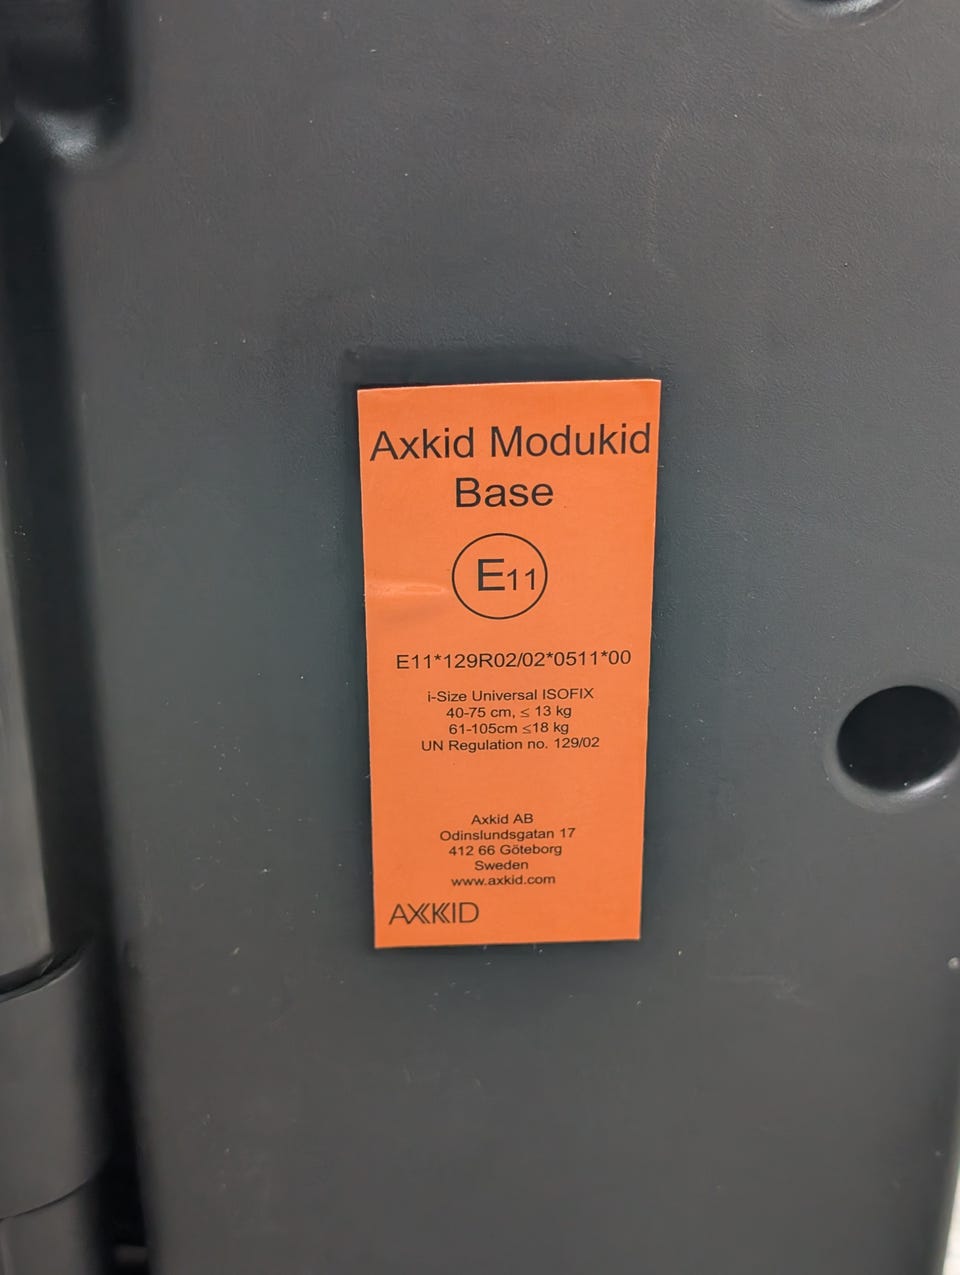 Axkid Modukid
Base
E11
E11*129R02/02*0511*00
i-Size Universal ISOFIX
40-75 cm, ≤ 13 kg
61-105cm ≤18 kg
UN Regulation no. 129/02
Axkid AB
Odinslundsgatan 17
412 66 Göteborg
Sweden
www.axkid.com
AXKID